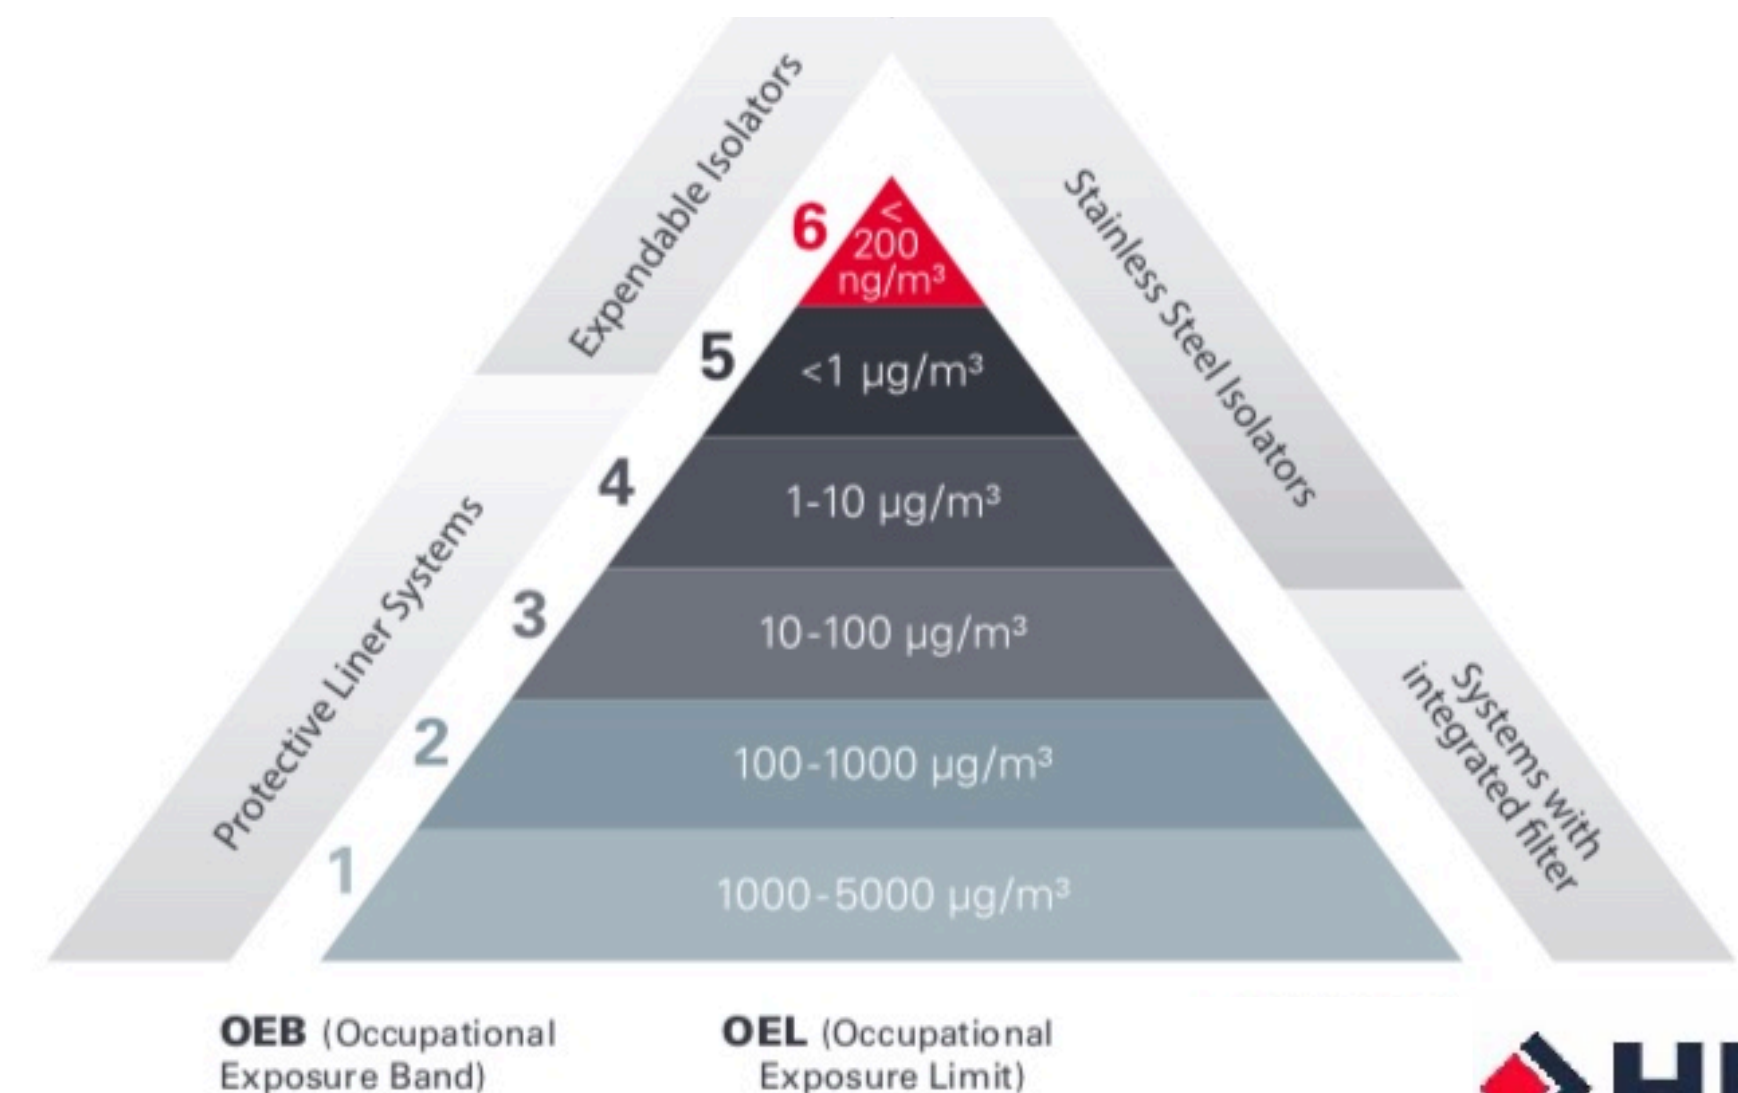 Expendable Isolators
Protective Liner Systems
Stainless Steel Isolators
Systems with
integrated filter
6
<
200
ng/m³
5
<1 µg/m³
4
1-10 µg/m³
3
10-100 µg/m³
2
100-1000 µg/m³
1
1000-5000 µg/m³
OEB (Occupational
Exposure Band)
OEL (Occupational
Exposure Limit)